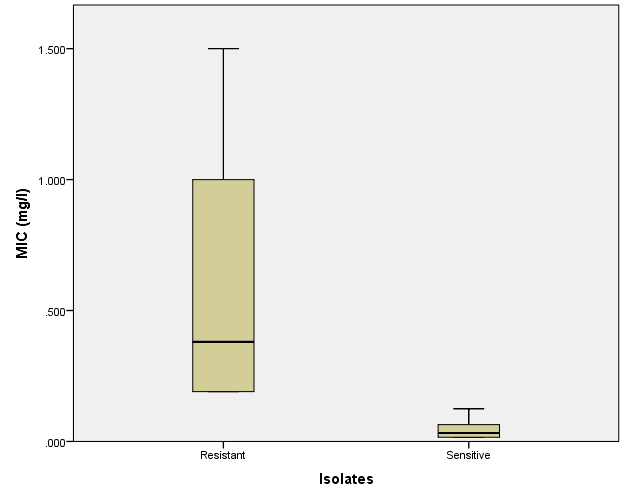 MIC (mg/l)
1.500
1.000
.500
.000
Resistant
Sensitive
Isolates